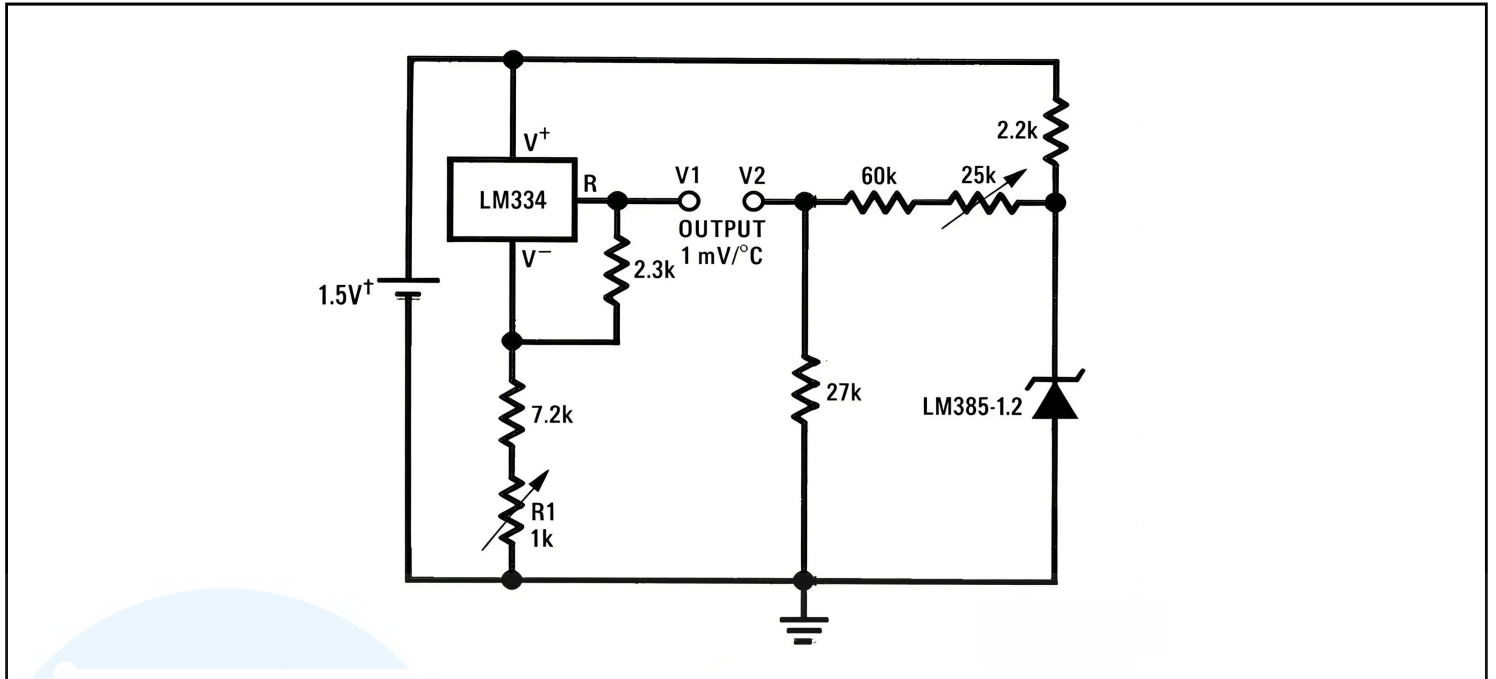 2.2k
V+
R
V1
V2
60k
25k
LM334
OUTPUT
1 mV/°C
V−
2.3k
1.5V†
27k
LM385-1.2
7.2k
R1
1k